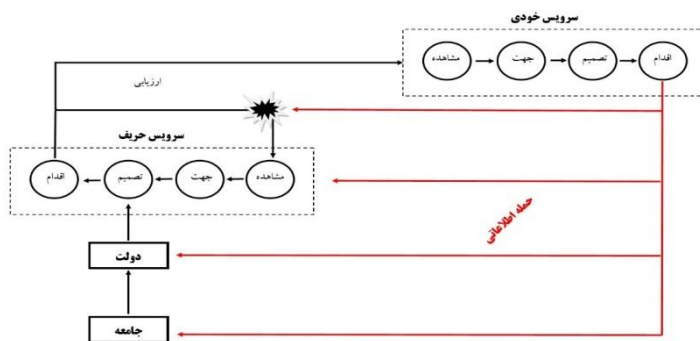 سرویس خودی
مشاهده
جهت
تصمیم
اقدام
ارزیابی
سرویس حریف
مشاهده
جهت
تصمیم
اقدام
حمله اطلاعاتی
دولت
جامعه